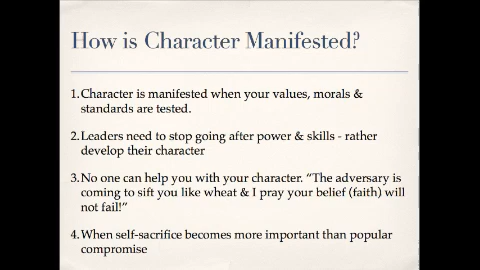 How is Character Manifested?
1. Character is manifested when your values, morals &
standards are tested.
2. Leaders need to stop going after power & skills - rather
develop their character
3. No one can help you with your character. “The adversary is
coming to sift you like wheat & I pray your belief (faith) will
not fail!”
4. When self-sacrifice becomes more important than popular
compromise